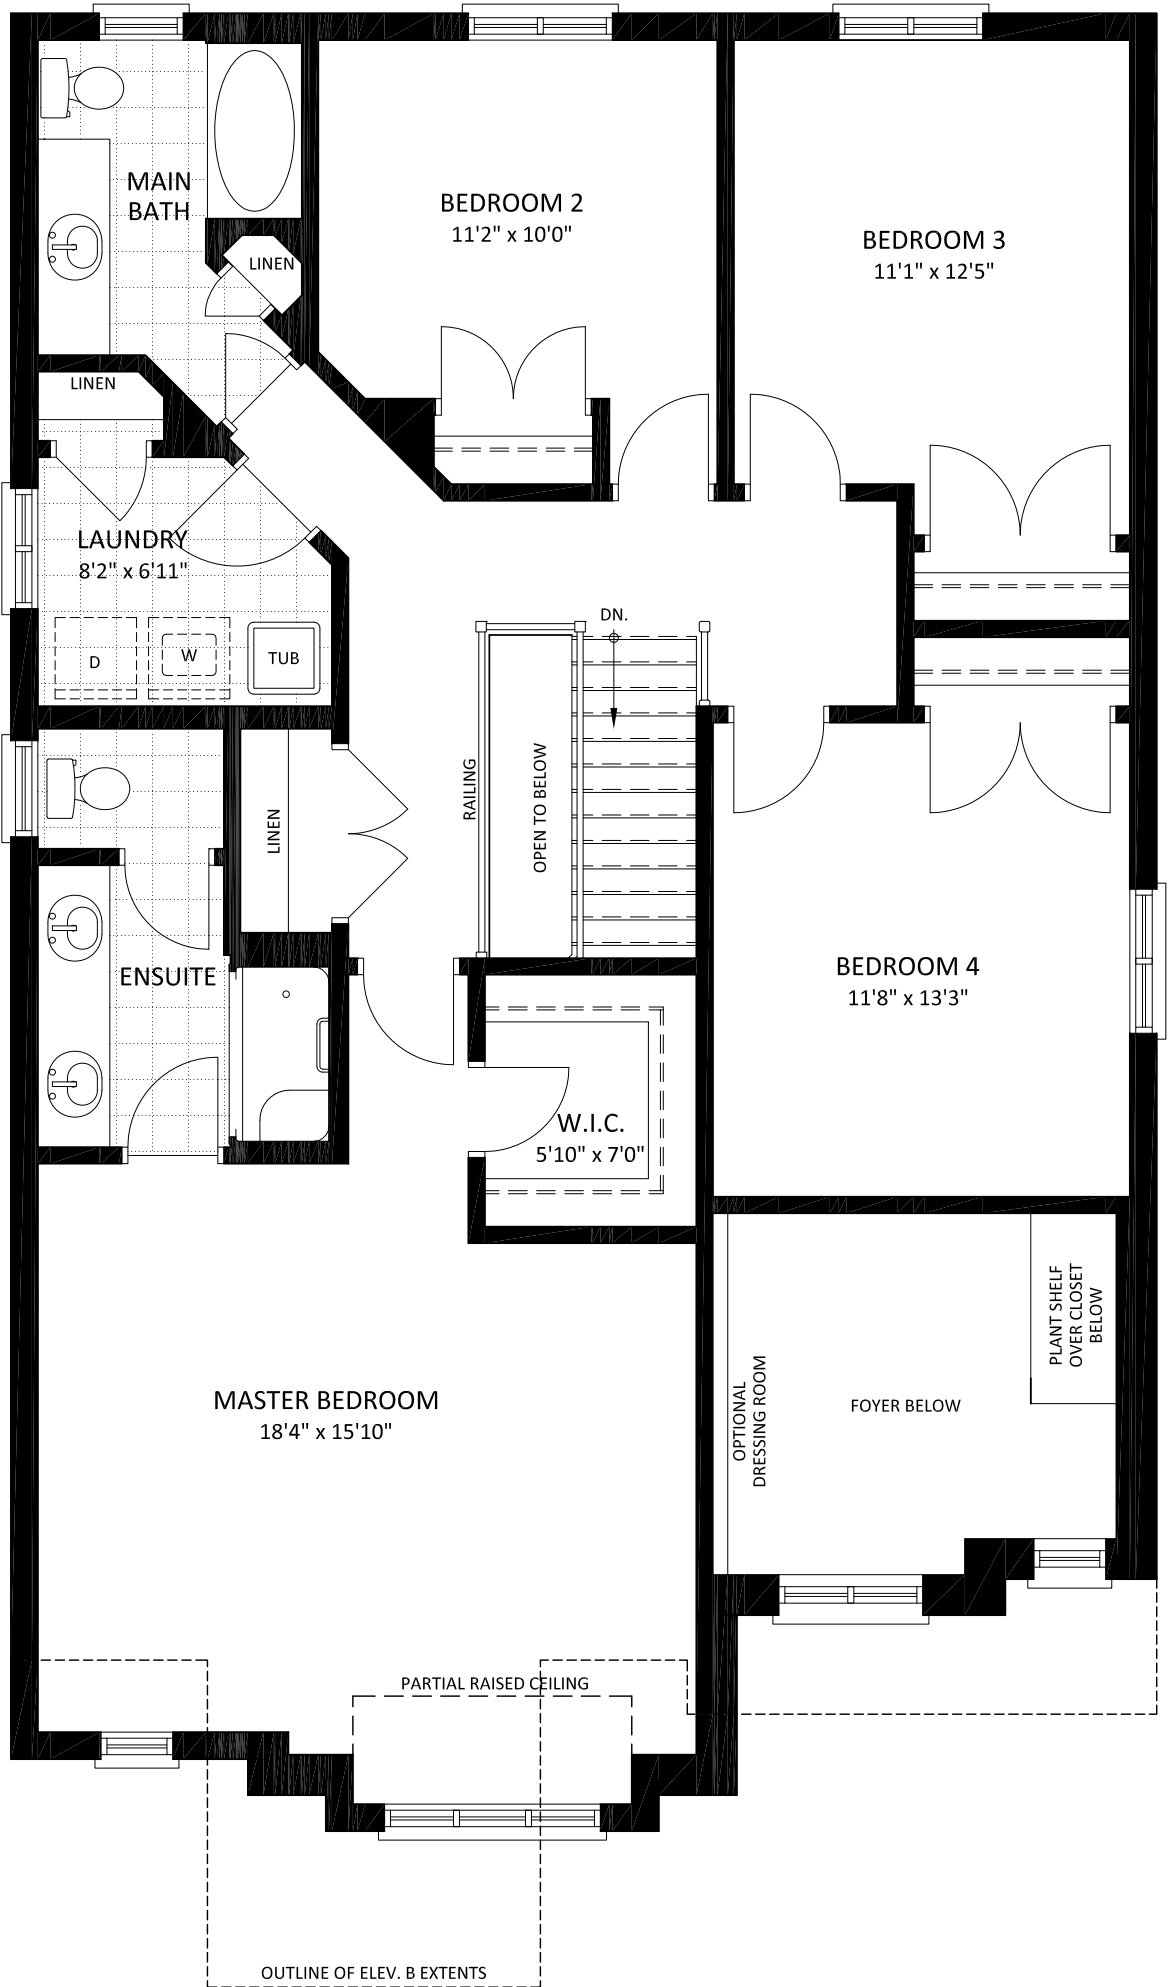 MAIN
BATH
BEDROOM 2
11'2" x 10'0"
BEDROOM 3
11'1" x 12'5"
LINEN
LINEN
LAUNDRY
8'2" x 6'11"
D
W
TUB
DN.
RAILING
OPEN TO BELOW
LINEN
ENSUITE
BEDROOM 4
11'8" x 13'3"
W.I.C.
5'10" x 7'0"
MASTER BEDROOM
18'4" x 15'10"
OPTIONAL
DRESSING ROOM
FOYER BELOW
PLANT SHELF
OVER CLOSET
BELOW
PARTIAL RAISED CEILING
OUTLINE OF ELEV. B EXTENTS